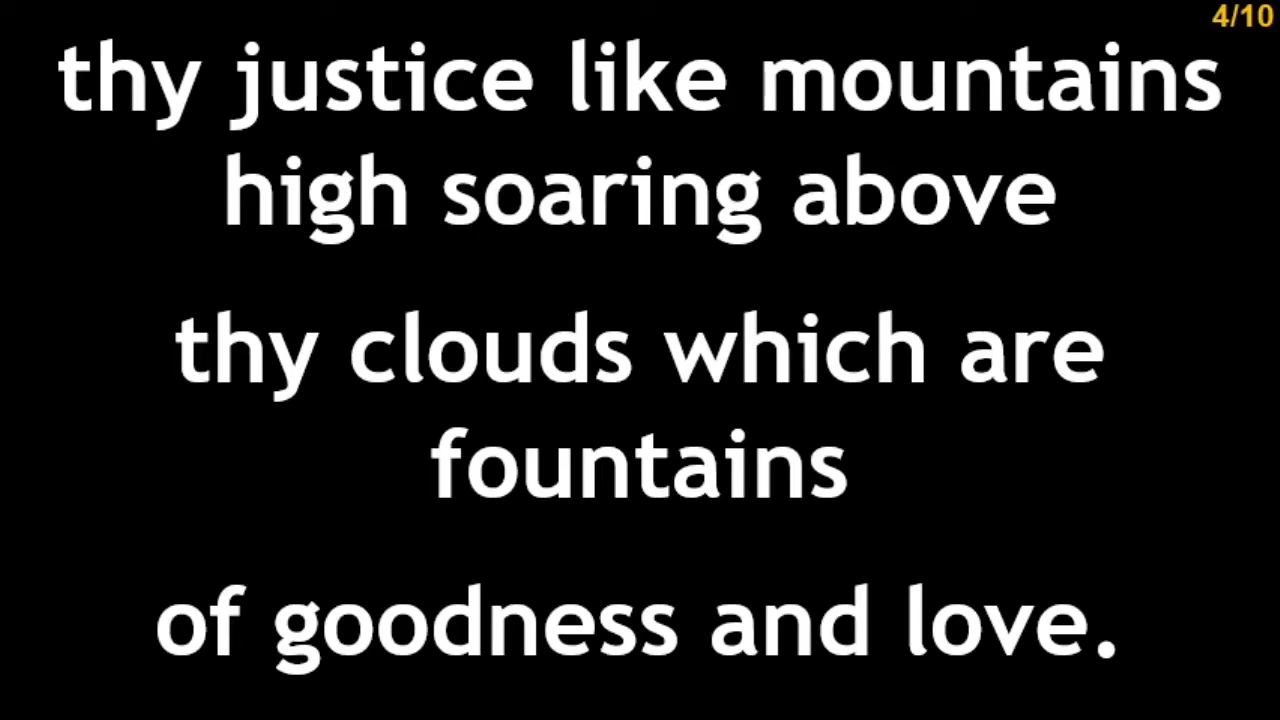 4/10
thy justice like mountains
high soaring above
thy clouds which are
fountains
of goodness and love.